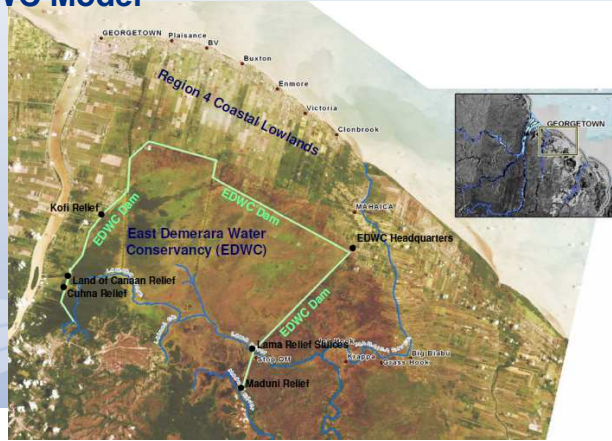 WC Model
GEORGETOWN
Plaisance
BV
Buxton
Enmore
Victoria
Clonbrook
Region 4 Coastal Lowlands
GEORGETOWN
MAHAICA
Kofi Relief
EDWC Dam
EDWC Dam
East Demerara Water
Conservancy (EDWC)
EDWC Headquarters
Land of Canaan Relief
Cuhna Relief
EDWC Dam
Lama Relief Sluices
Stop Off
Krappa
Grass Hook
Big Biabu
Maduni Relief